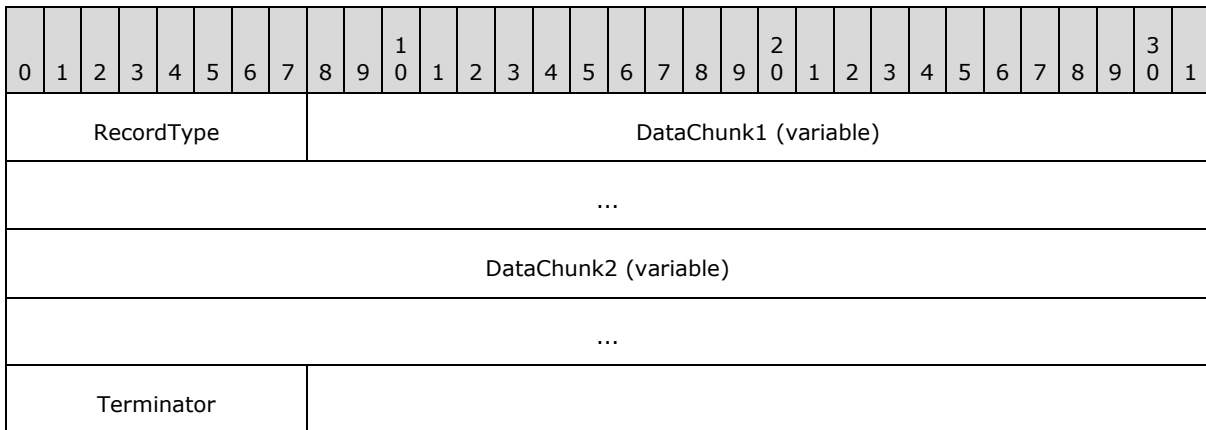 0 1 2 3 4 5 6 7 8 9 1 0 1 2 3 4 5 6 7 8 9 2 0 1 2 3 4 5 6 7 8 9 3 0 1
RecordType DataChunk1 (variable)
...
DataChunk2 (variable)
...
Terminator